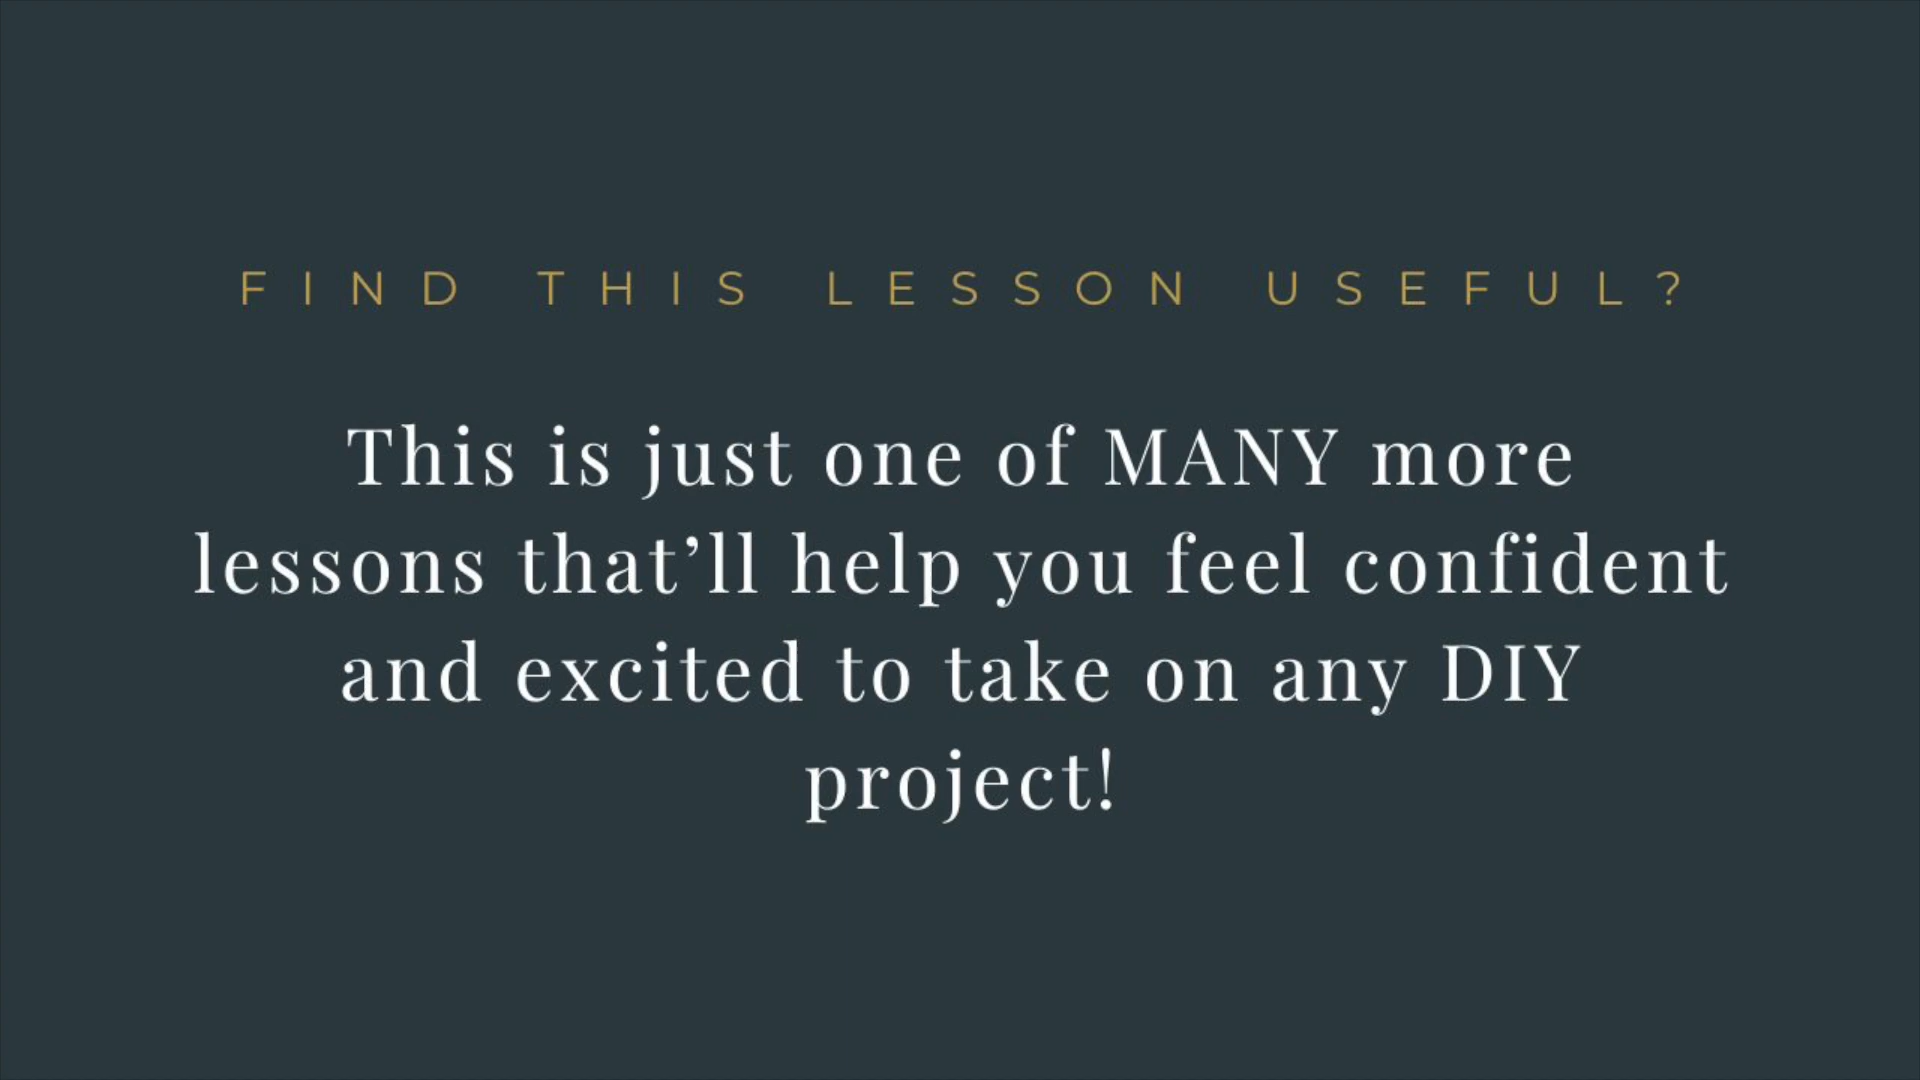 FIND THIS LESSON USEFUL?
This is just one of MANY more
lessons that’ll help you feel confident
and excited to take on any DIY
project!